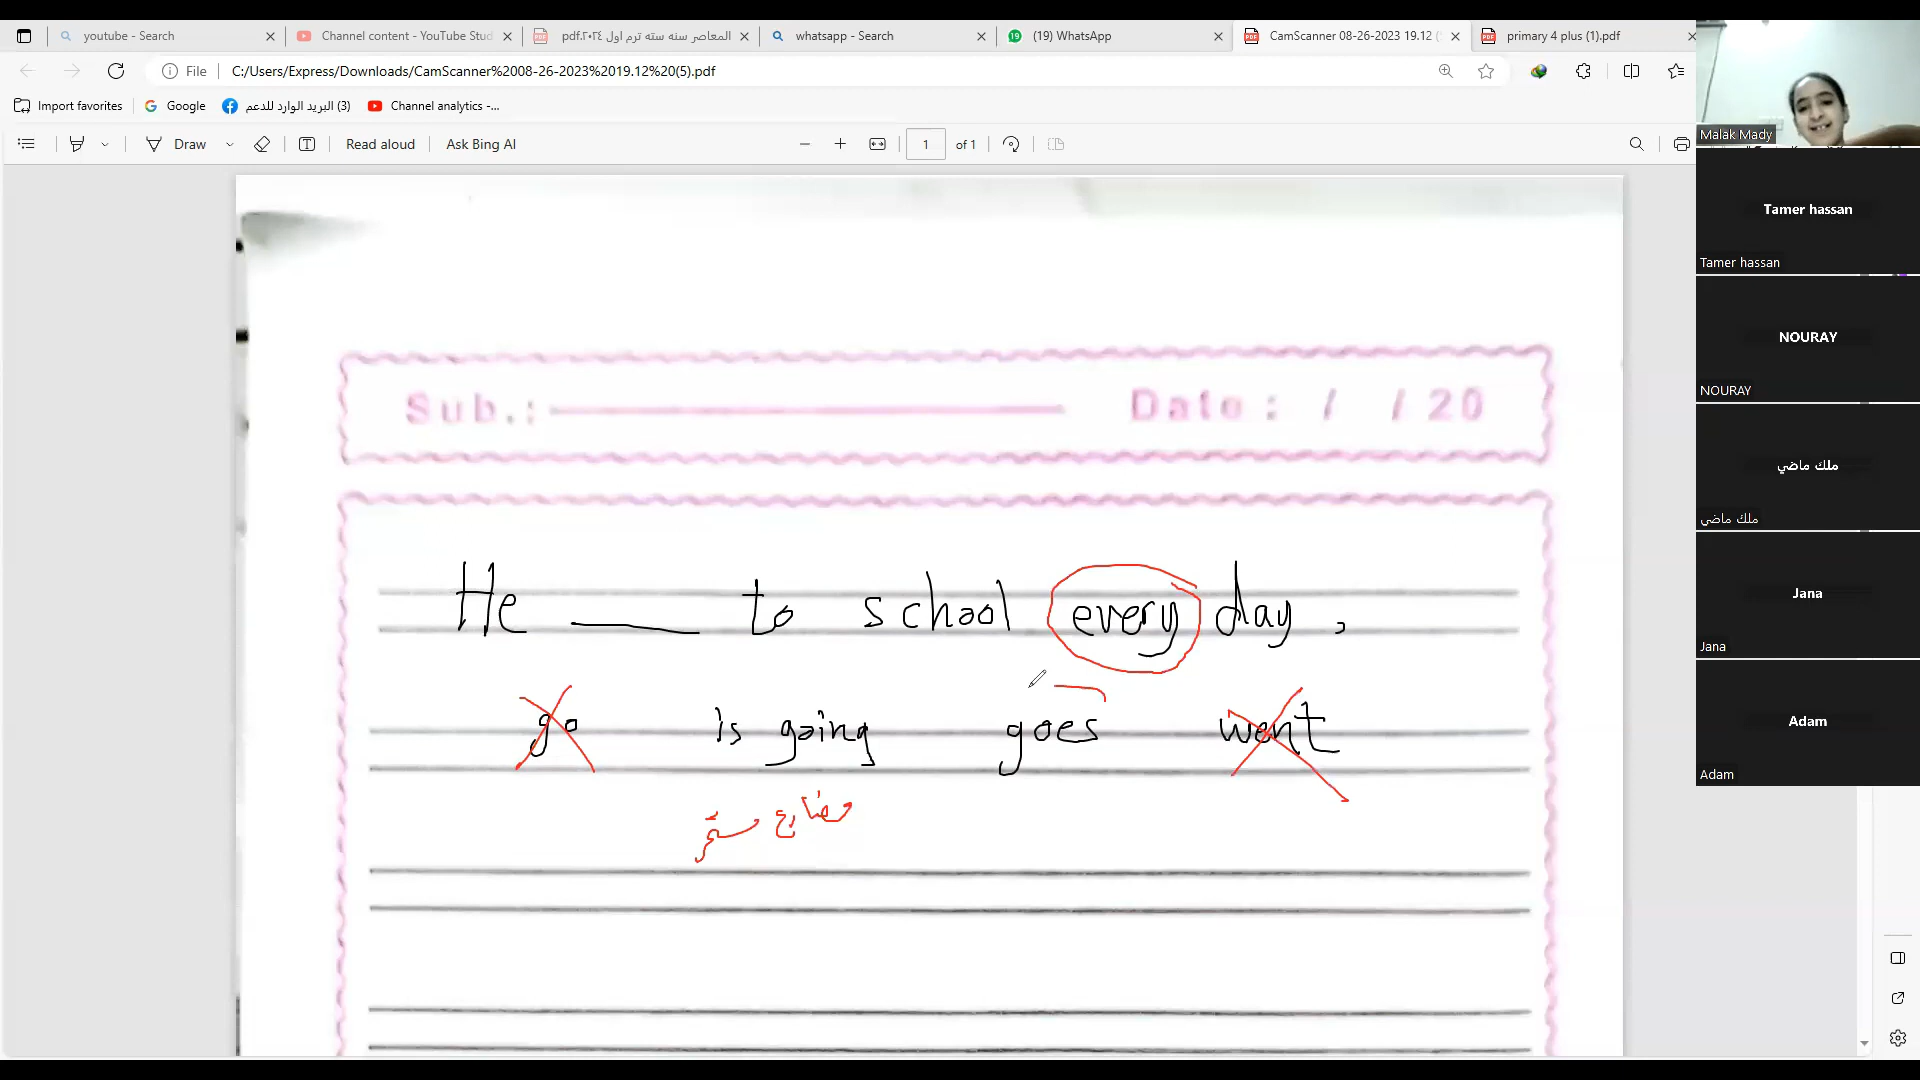 youtube - Search
Channel content - YouTube Stud
المعاصر سنه سته ترم اول ٢٠٢٤.pdf
whatsapp - Search
(19) WhatsApp
CamScanner 08-26-2023 19.12 (
primary 4 plus (1).pdf
File
C:/Users/Express/Downloads/CamScanner%2008-26-2023%2019.12%20(5).pdf
Import favorites
Google
(3) البريد الوارد للدعم
Channel analytics -...
Draw
Read aloud
Ask Bing AI
1 of 1
Malak Mady
Tamer hassan
Tamer hassan
NOURAY
NOURAY
ملك ماضي
ملك ماضي
Jana
Jana
Adam
Adam
Sub.: Date: / / 20
He ____ to school every day .
go is going goes went
مضارع مستمر